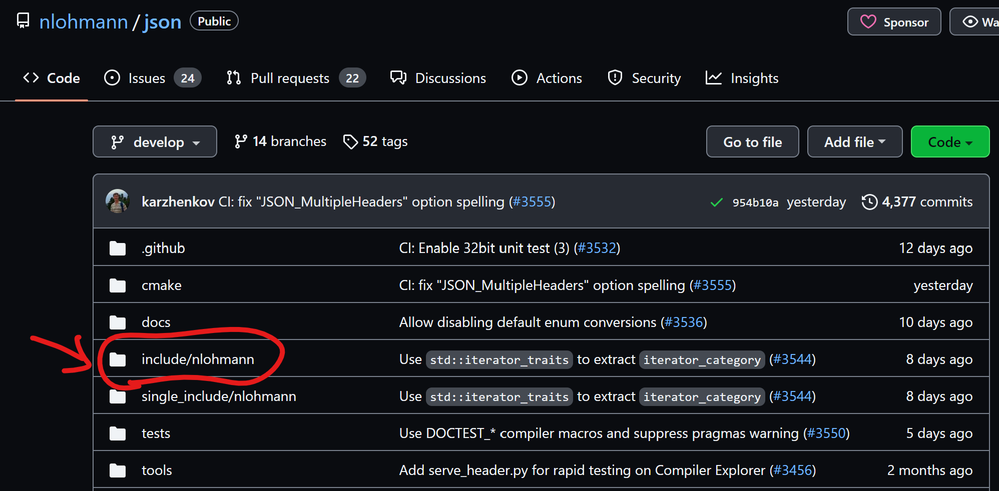 nlohmann / json Public Sponsor Wa
Code Issues 24 Pull requests 22 Discussions Actions Security Insights
develop 14 branches 52 tags Go to file Add file Code
karzhenkov CI: fix "JSON_MultipleHeaders" option spelling (#3555) 954b10a yesterday 4,377 commits
.github CI: Enable 32bit unit test (3) (#3532) 12 days ago
cmake CI: fix "JSON_MultipleHeaders" option spelling (#3555) yesterday
docs Allow disabling default enum conversions (#3536) 10 days ago
include/nlohmann Use std::iterator_traits to extract iterator_category (#3544) 8 days ago
single_include/nlohmann Use std::iterator_traits to extract iterator_category (#3544) 8 days ago
tests Use DOCTEST_* compiler macros and suppress pragmas warning (#3550) 5 days ago
tools Add serve_header.py for rapid testing on Compiler Explorer (#3456) 2 months ago